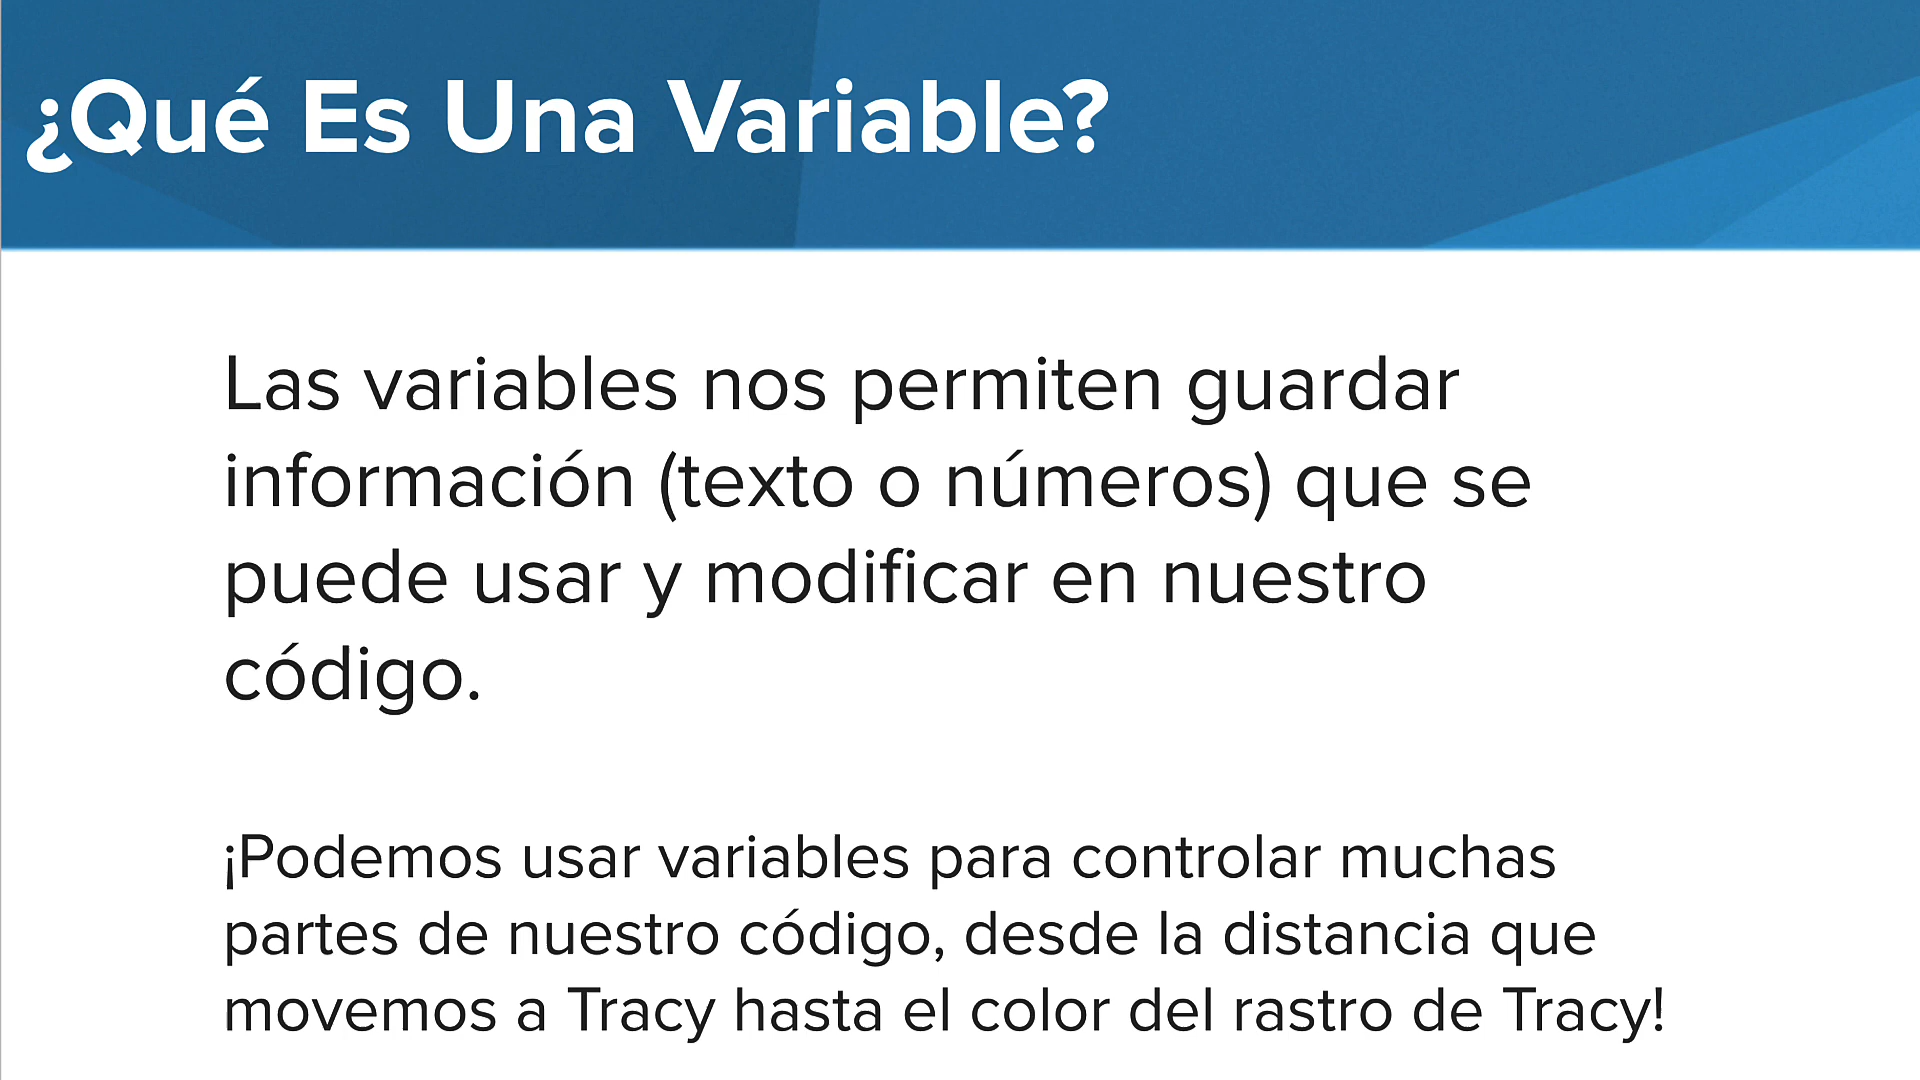 ¿Qué Es Una Variable?
Las variables nos permiten guardar
información (texto o números) que se
puede usar y modificar en nuestro
código.
¡Podemos usar variables para controlar muchas
partes de nuestro código, desde la distancia que
movemos a Tracy hasta el color del rastro de Tracy!